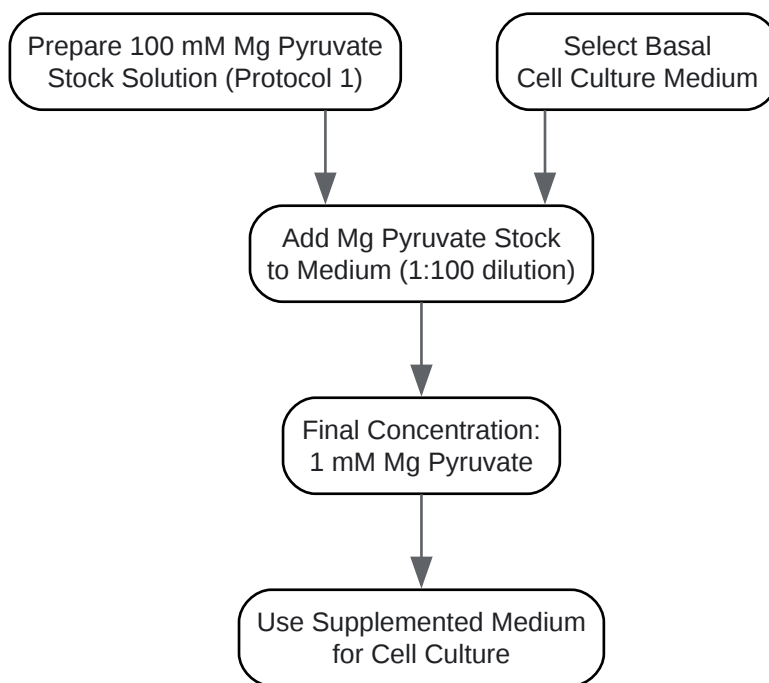 Prepare 100 mM Mg Pyruvate
Stock Solution (Protocol 1)
Select Basal
Cell Culture Medium
Add Mg Pyruvate Stock
to Medium (1:100 dilution)
Final Concentration:
1 mM Mg Pyruvate
Use Supplemented Medium
for Cell Culture